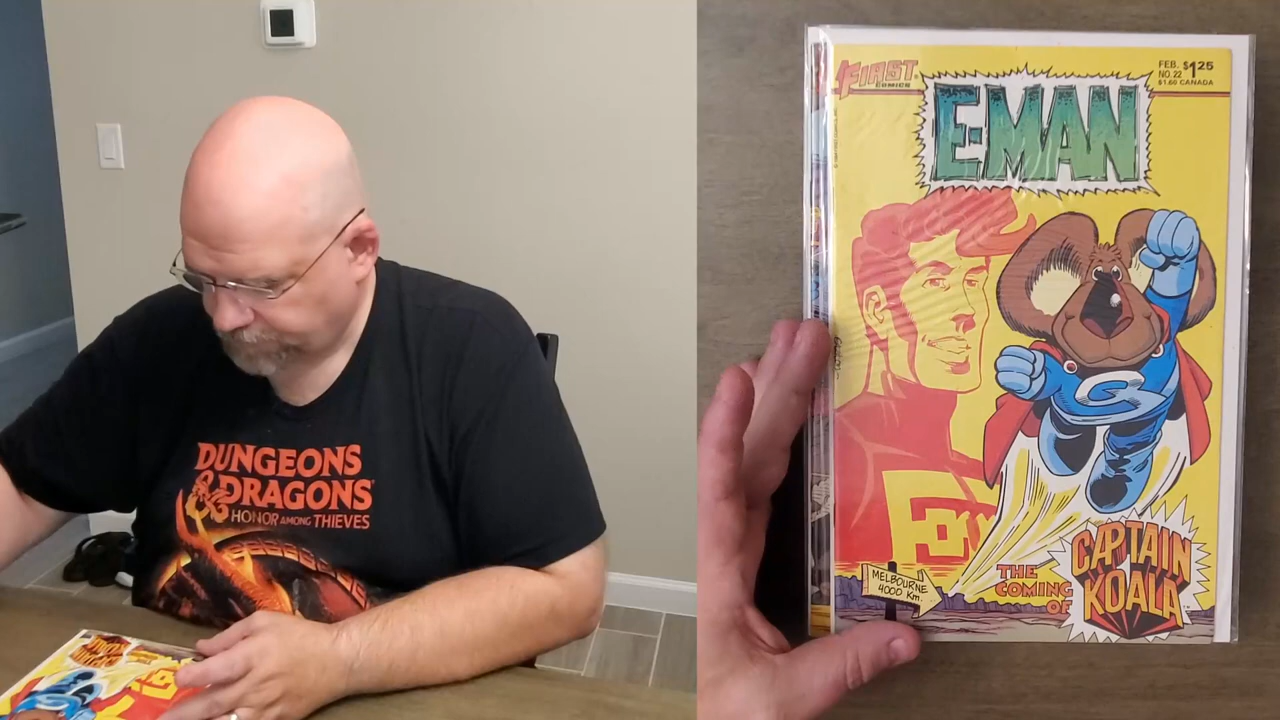 DUNGEONS
& DRAGONS
HONOR AMONG THIEVES
FIRST
COMICS
FEB. $1.25
NO. 22
$1.60 CANADA
E-MAN
MELBOURNE
4000 Km.
THE
COMING
OF
CAPTAIN
KOALA